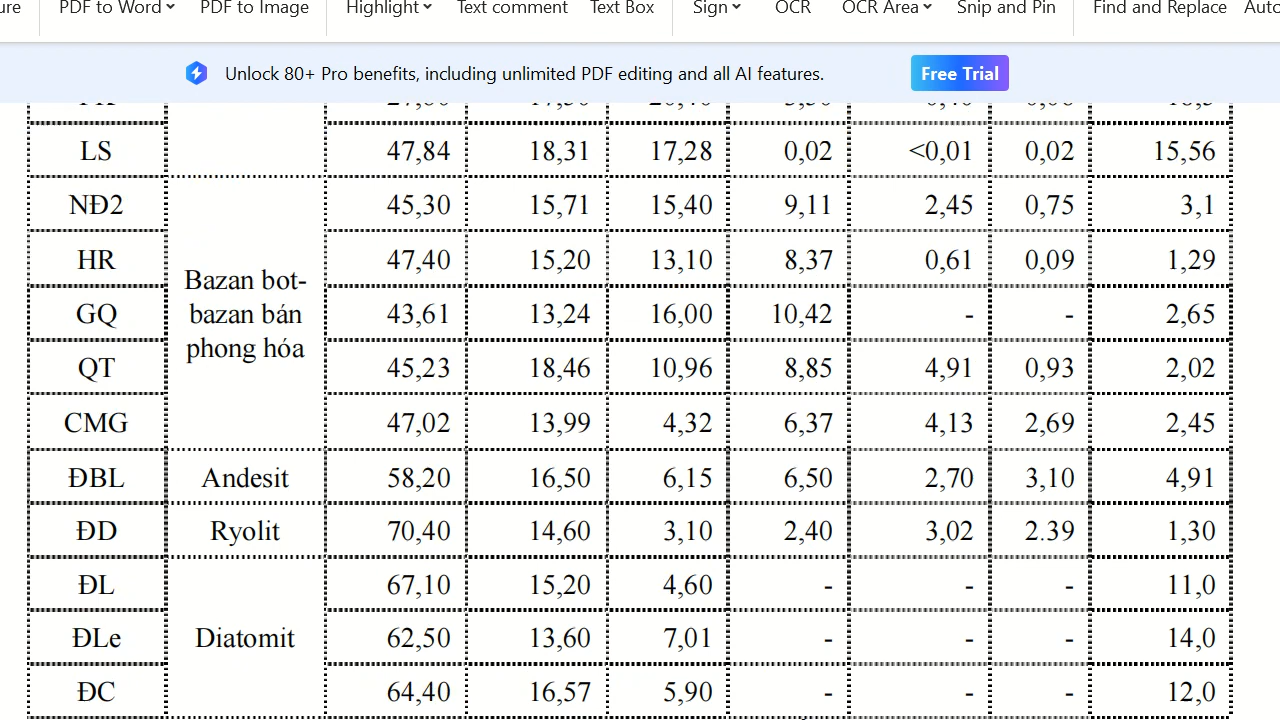 PDF to Word PDF to Image Highlight Text comment Text Box Sign OCR OCR Area Snip and Pin Find and Replace
Unlock 80+ Pro benefits, including unlimited PDF editing and all AI features. Free Trial
LS 47,84 18,31 17,28 0,02 <0,01 0,02 15,56
NĐ2 45,30 15,71 15,40 9,11 2,45 0,75 3,1
HR 47,40 15,20 13,10 8,37 0,61 0,09 1,29
Bazan bot-
bazan bán
phong hóa
GQ 43,61 13,24 16,00 10,42 - - 2,65
QT 45,23 18,46 10,96 8,85 4,91 0,93 2,02
CMG 47,02 13,99 4,32 6,37 4,13 2,69 2,45
ĐBL Andesit 58,20 16,50 6,15 6,50 2,70 3,10 4,91
ĐD Ryolit 70,40 14,60 3,10 2,40 3,02 2.39 1,30
ĐL 67,10 15,20 4,60 - - - 11,0
ĐLe Diatomit 62,50 13,60 7,01 - - - 14,0
ĐC 64,40 16,57 5,90 - - - 12,0